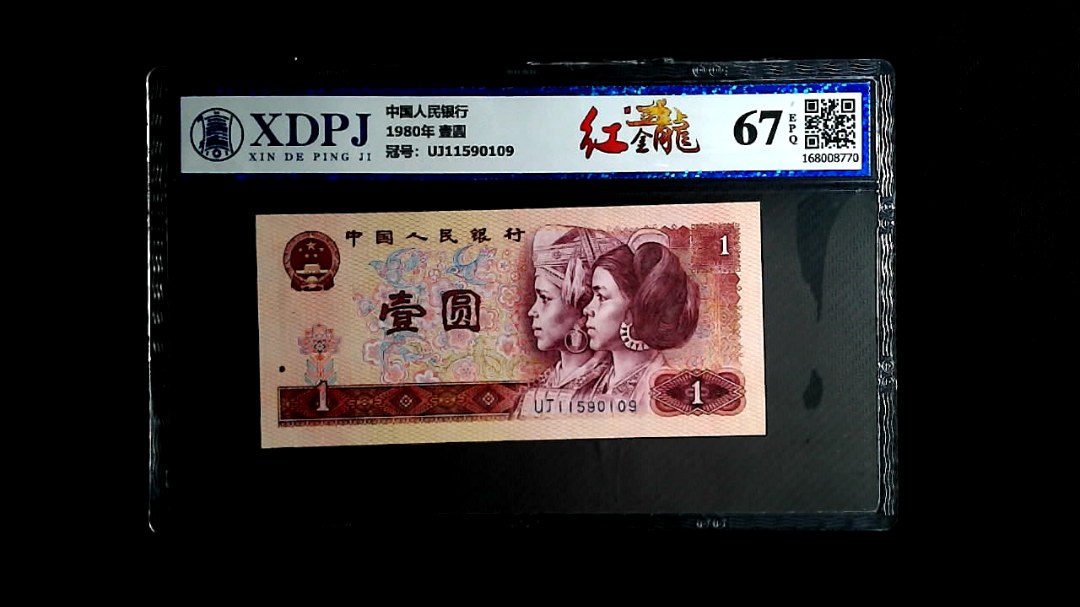 XDPJ
XIN DE PING JI
中国人民银行
1980年 壹圆
冠号：UJ11590109
红金龍
67
EPQ
168008770
中国人民银行
1
壹圆
1
UJ11590109
1